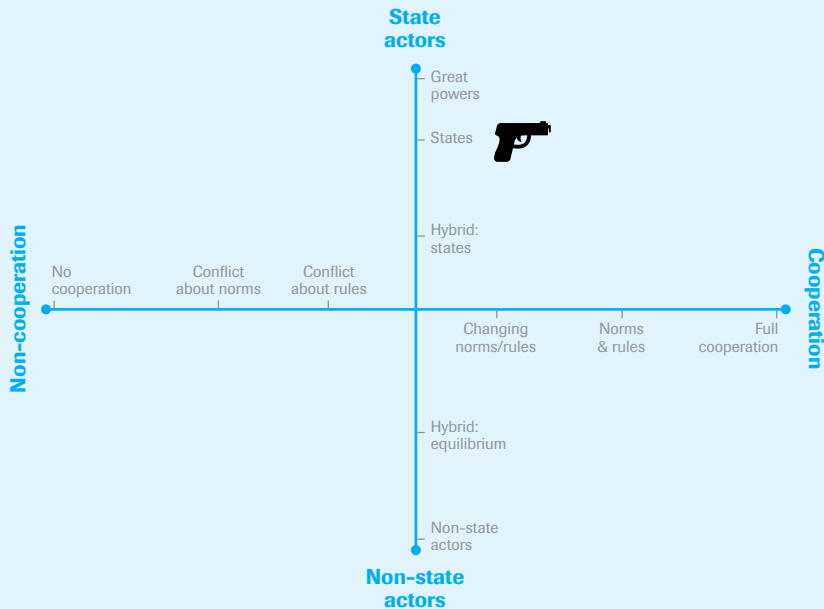 State
actors
Great
powers
States
Hybrid:
states
Non-cooperation
No
cooperation
Conflict
about norms
Conflict
about rules
Cooperation
Changing
norms/rules
Norms
& rules
Full
cooperation
Hybrid:
equilibrium
Non-state
actors
Non-state
actors